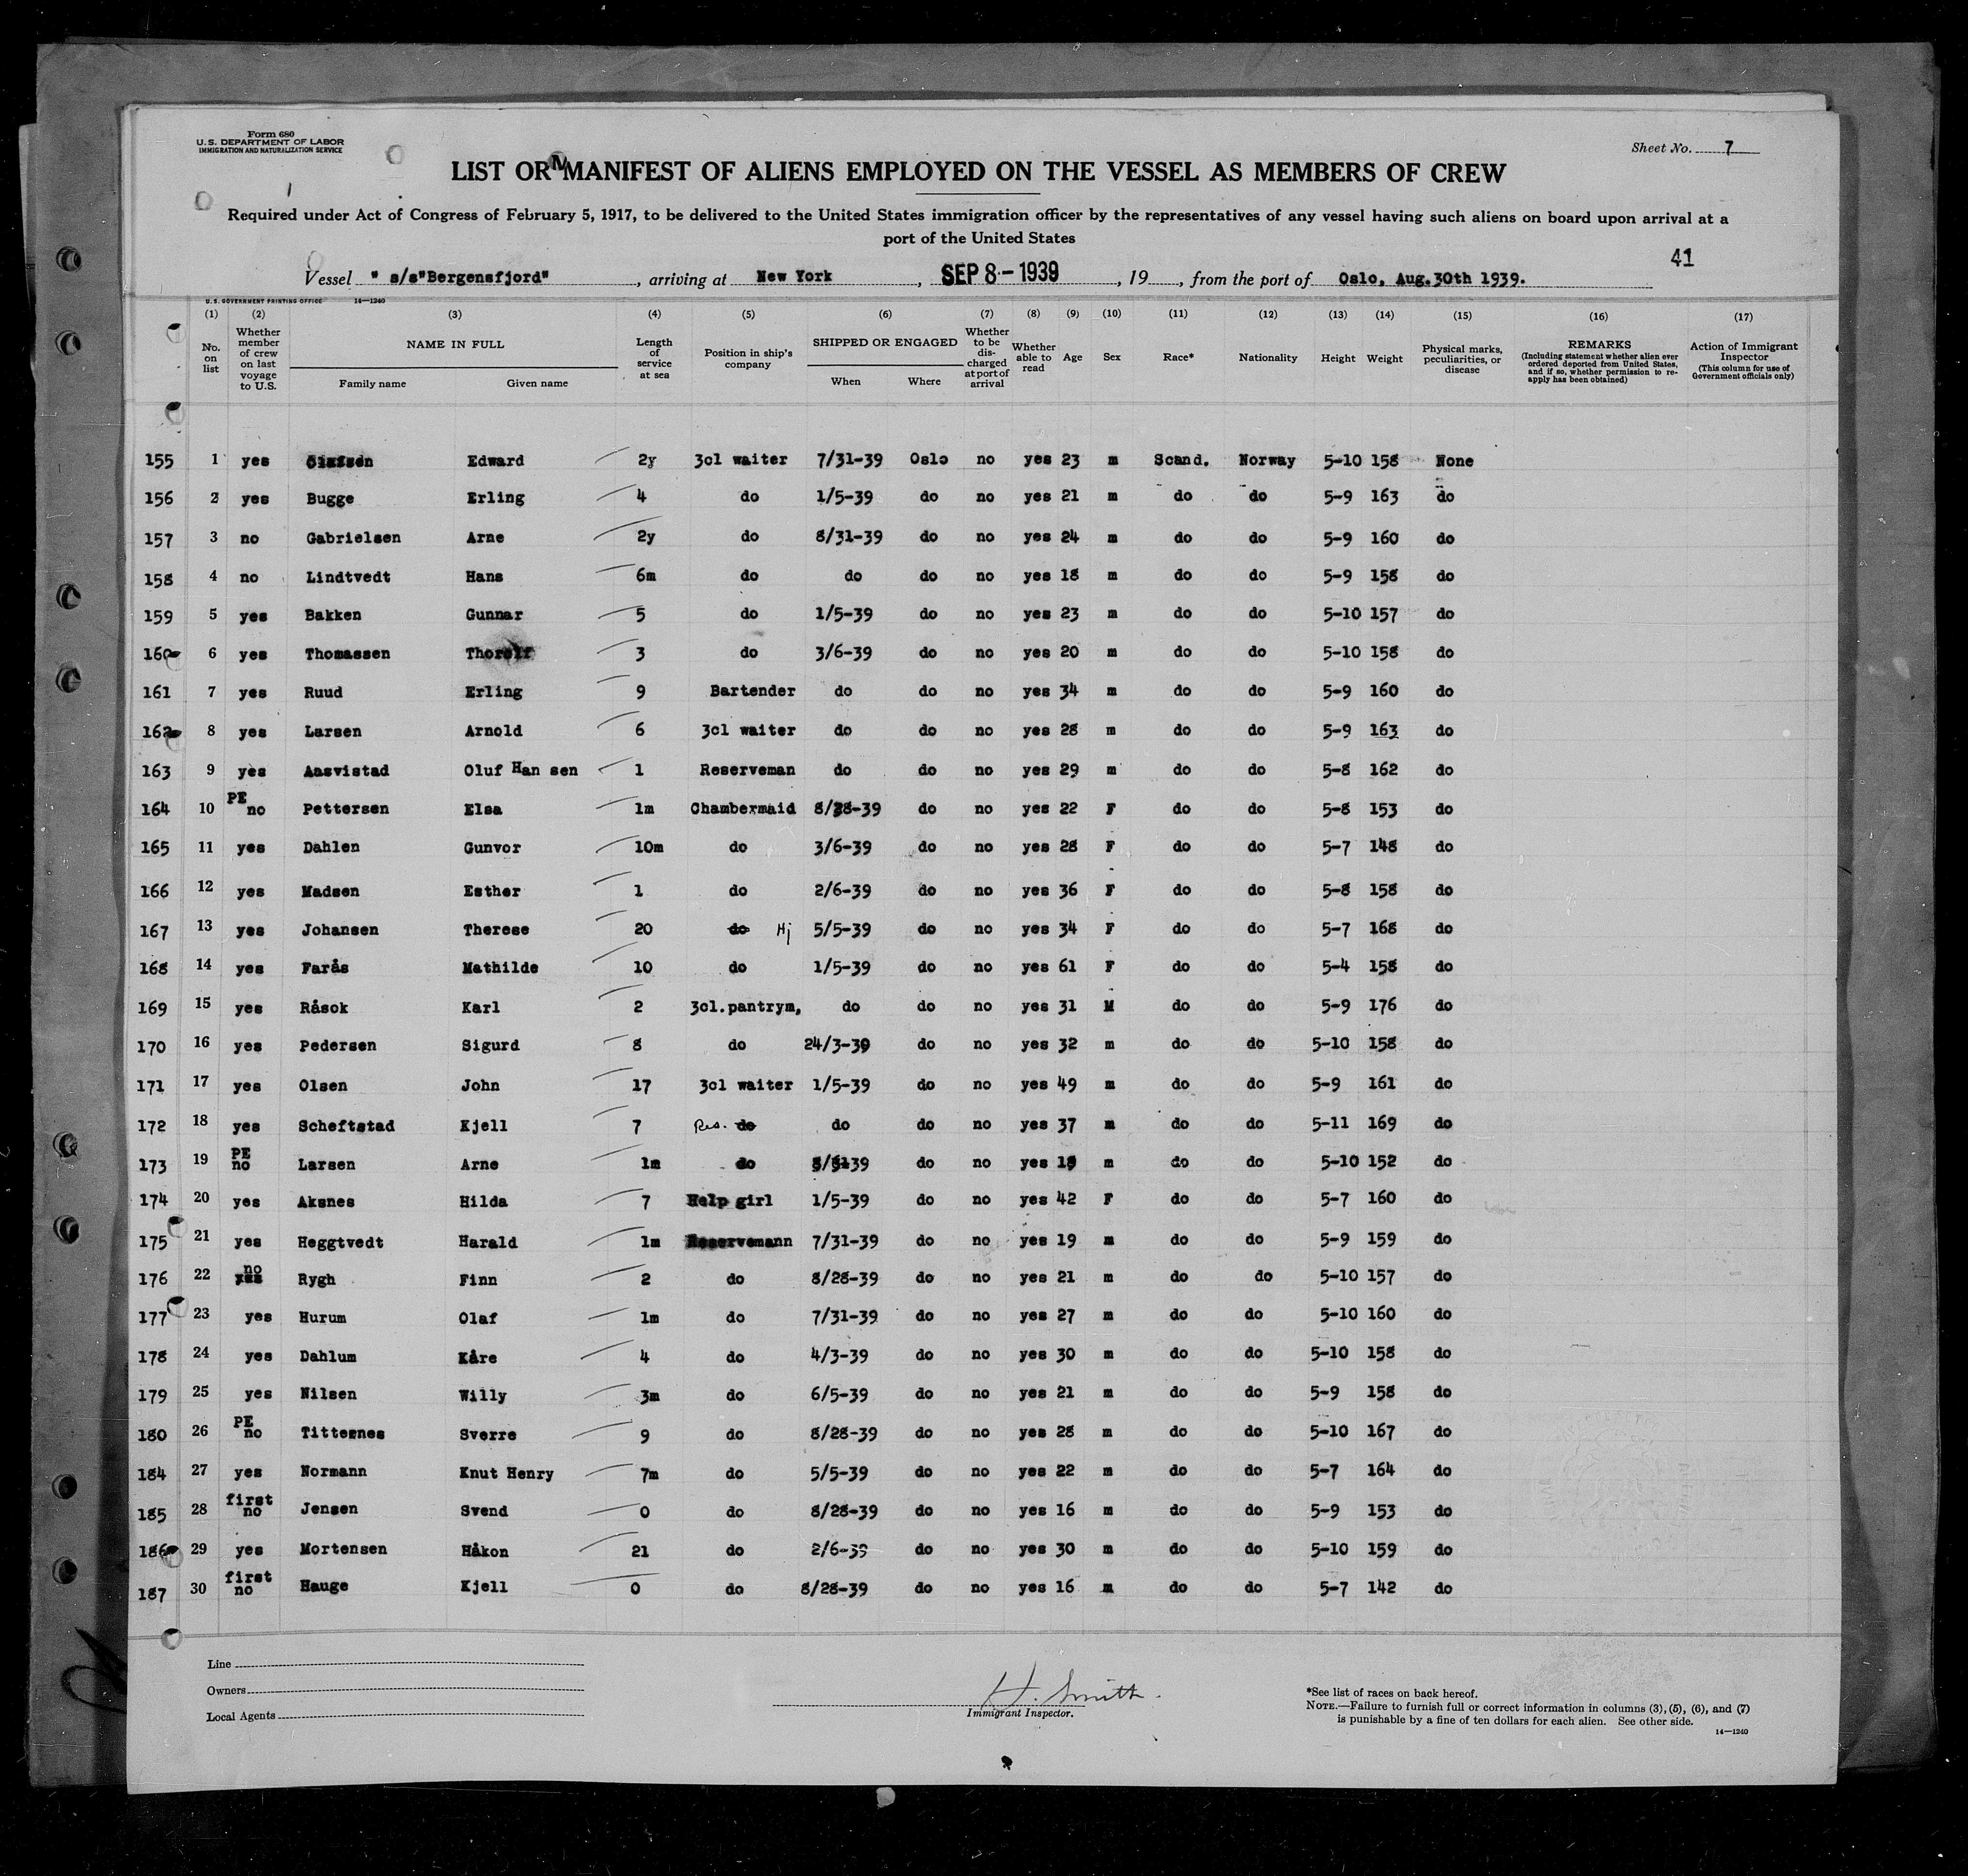 Form 680
U.S. DEPARTMENT OF LABOR
IMMIGRATION AND NATURALIZATION SERVICE
Sheet No. 7
LIST OR MANIFEST OF ALIENS EMPLOYED ON THE VESSEL AS MEMBERS OF CREW
Required under Act of Congress of February 5, 1917, to be delivered to the United States immigration officer by the representatives of any vessel having such aliens on board upon arrival at a
port of the United States
41
Vessel " s/s"Bergensfjord" , arriving at New York , SEP 8-1939 , 19 , from the port of Oslo, Aug.30th 1939.
U.S. GOVERNMENT PRINTING OFFICE 14—1240
(1) (2) (3) (4) (5) (6) (7) (8) (9) (10) (11) (12) (13) (14) (15) (16) (17)
No. on list
Whether member of crew on last voyage to U.S.
NAME IN FULL
Family name Given name
Length of service at sea
Position in ship's company
SHIPPED OR ENGAGED
When Where
Whether to be dis- charged at port of arrival
Whether able to read
Age Sex Race* Nationality Height Weight
Physical marks, peculiarities, or disease
REMARKS
(Including statement whether alien ever ordered deported from United States, and if so, whether permission to re- apply has been obtained)
Action of Immigrant Inspector
(This column for use of Government officials only)
155 1 yes Edward 2y 3cl waiter 7/31-39 Oslo no yes 23 m Scand. Norway 5-10 158 None
156 2 yes Bugge Erling 4 do 1/5-39 do no yes 21 m do do 5-9 163 do
157 3 no Gabrielsen Arne 2y do 8/31-39 do no yes 24 m do do 5-9 160 do
158 4 no Lindtvedt Hans 6m do do do no yes 18 m do do 5-9 158 do
159 5 yes Bakken Gunnar 5 do 1/5-39 do no yes 23 m do do 5-10 157 do
160 6 yes Thomassen Thorolf 3 do 3/6-39 do no yes 20 m do do 5-10 158 do
161 7 yes Ruud Erling 9 Bartender do do no yes 34 m do do 5-9 160 do
162 8 yes Larsen Arnold 6 3cl waiter do do no yes 28 m do do 5-9 163 do
163 9 yes Aasvistad Oluf Han sen 1 Reserveman do do no yes 29 m do do 5-8 162 do
164 10 PE no Pettersen Elsa 1m Chambermaid 8/28-39 do no yes 22 F do do 5-8 153 do
165 11 yes Dahlen Gunvor 10m do 3/6-39 do no yes 28 F do do 5-7 148 do
166 12 yes Madsen Esther 1 do 2/6-39 do no yes 36 F do do 5-8 158 do
167 13 yes Johansen Therese 20 do Hj 5/5-39 do no yes 34 F do do 5-7 168 do
168 14 yes Farås Mathilde 10 do 1/5-39 do no yes 61 F do do 5-4 158 do
169 15 yes Råsok Karl 2 3cl.pantrym, do do no yes 31 M do do 5-9 176 do
170 16 yes Pedersen Sigurd 8 do 24/3-39 do no yes 32 m do do 5-10 158 do
171 17 yes Olsen John 17 3cl waiter 1/5-39 do no yes 49 m do do 5-9 161 do
172 18 yes Scheftstad Kjell 7 Res. do do do no yes 37 m do do 5-11 169 do
173 19 PE no Larsen Arne 1m do do no yes m do do 5-10 152 do
174 20 yes Aksnes Hilda 7 Help girl 1/5-39 do no yes 42 F do do 5-7 160 do
175 21 yes Heggtvedt Harald 1m Reservemann 7/31-39 do no yes 19 m do do 5-9 159 do
176 22 no yes Rygh Finn 2 do 8/28-39 do no yes 21 m do do 5-10 157 do
177 23 yes Hurum Olaf 1m do 7/31-39 do no yes 27 m do do 5-10 160 do
178 24 yes Dahlum Kåre 4 do 4/3-39 do no yes 30 m do do 5-10 158 do
179 25 yes Nilsen Willy 3m do 6/5-39 do no yes 21 m do do 5-9 158 do
180 26 PE no Titternes Sverre 9 do 8/28-39 do no yes 28 m do do 5-10 167 do
184 27 yes Normann Knut Henry 7m do 5/5-39 do no yes 22 m do do 5-7 164 do
185 28 first no Jensen Svend 0 do 8/28-39 do no yes 16 m do do 5-9 153 do
186 29 yes Mortensen Håkon 21 do 2/6-39 do no yes 30 m do do 5-10 159 do
187 30 first no Hauge Kjell 0 do 8/28-39 do no yes 16 m do do 5-7 142 do
Line
Owners
Local Agents
H. Smith
Immigrant Inspector.
*See list of races on back hereof.
NOTE.—Failure to furnish full or correct information in columns (3), (5), (6), and (7)
is punishable by a fine of ten dollars for each alien. See other side.
14—1240